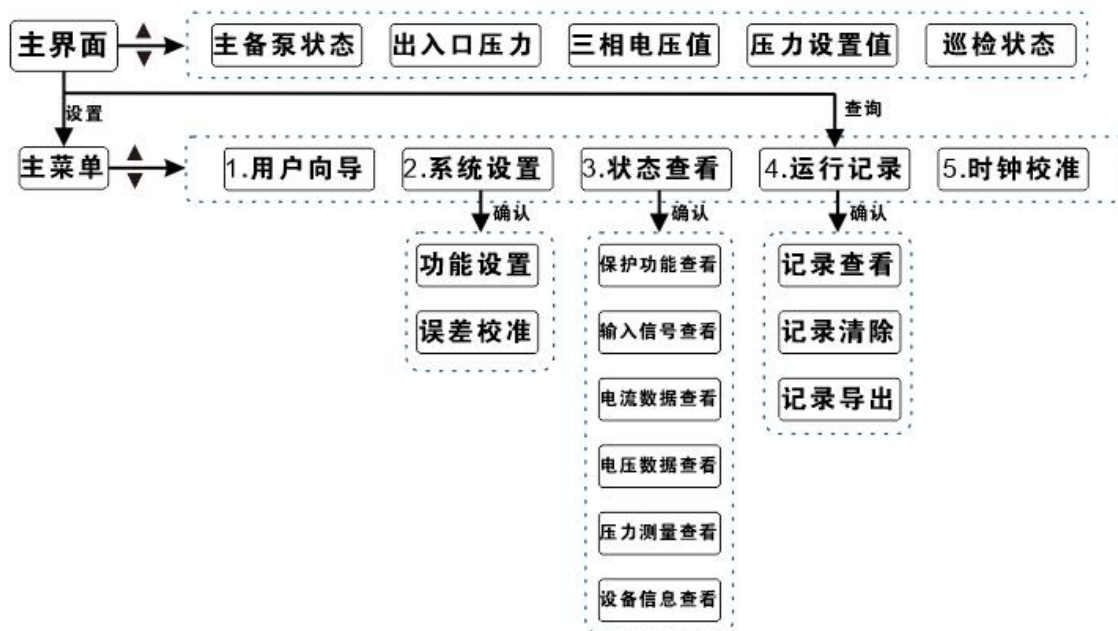 主界面 主备泵状态 出入口压力 三相电压值 压力设置值 巡检状态
设置 查询
主菜单 1.用户向导 2.系统设置 3.状态查看 4.运行记录 5.时钟校准
确认 确认 确认
功能设置 保护功能查看 记录查看
误差校准 输入信号查看 记录清除
电流数据查看 记录导出
电压数据查看
压力测量查看
设备信息查看